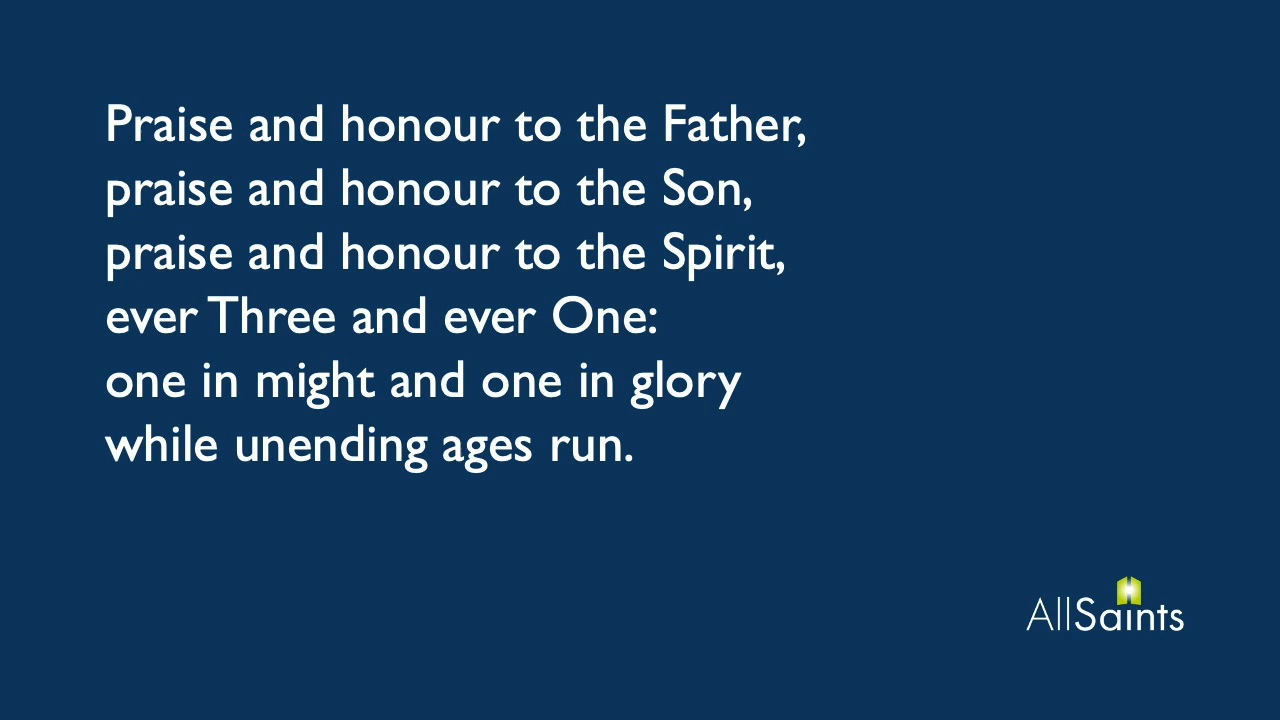 Praise and honour to the Father,
praise and honour to the Son,
praise and honour to the Spirit,
ever Three and ever One:
one in might and one in glory
while unending ages run.
AllSaints